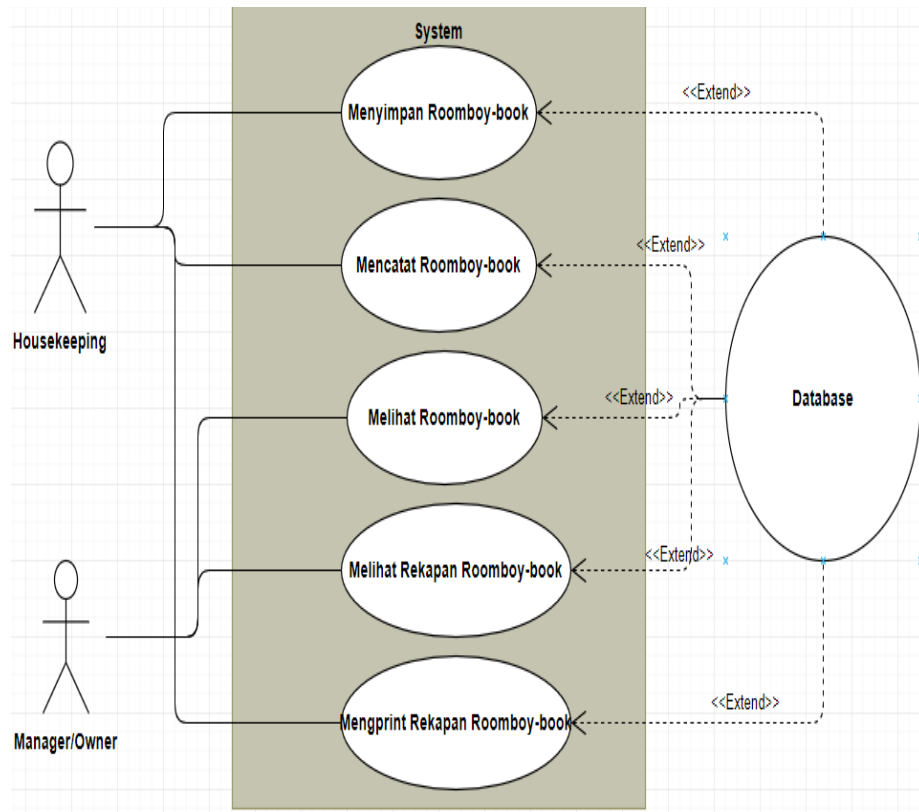 System
<<Extend>>
Menyimpan Roomboy-book
<<Extend>>
Mencatat Roomboy-book
Housekeeping
<<Extend>>
Melihat Roomboy-book
Database
<<Extend>>
Melihat Rekapan Roomboy-book
<<Extend>>
Mengprint Rekapan Roomboy-book
Manager/Owner